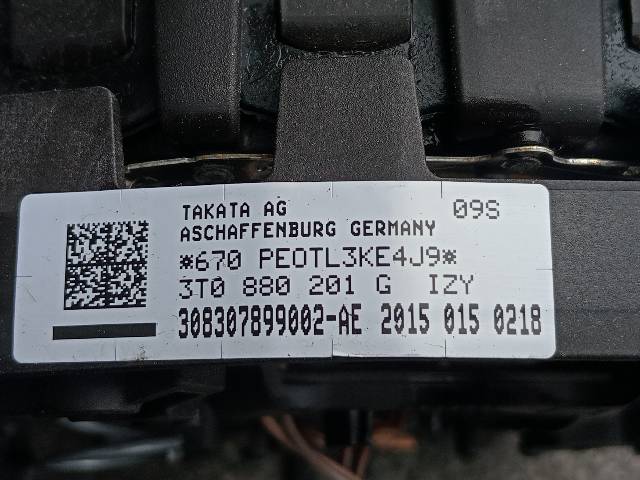 TAKATA AG 09S
ASCHAFFENBURG GERMANY
*670 PEOTL3KE4J9*
3T0 880 201 G IZY
308307899002-AE 2015 015 0218